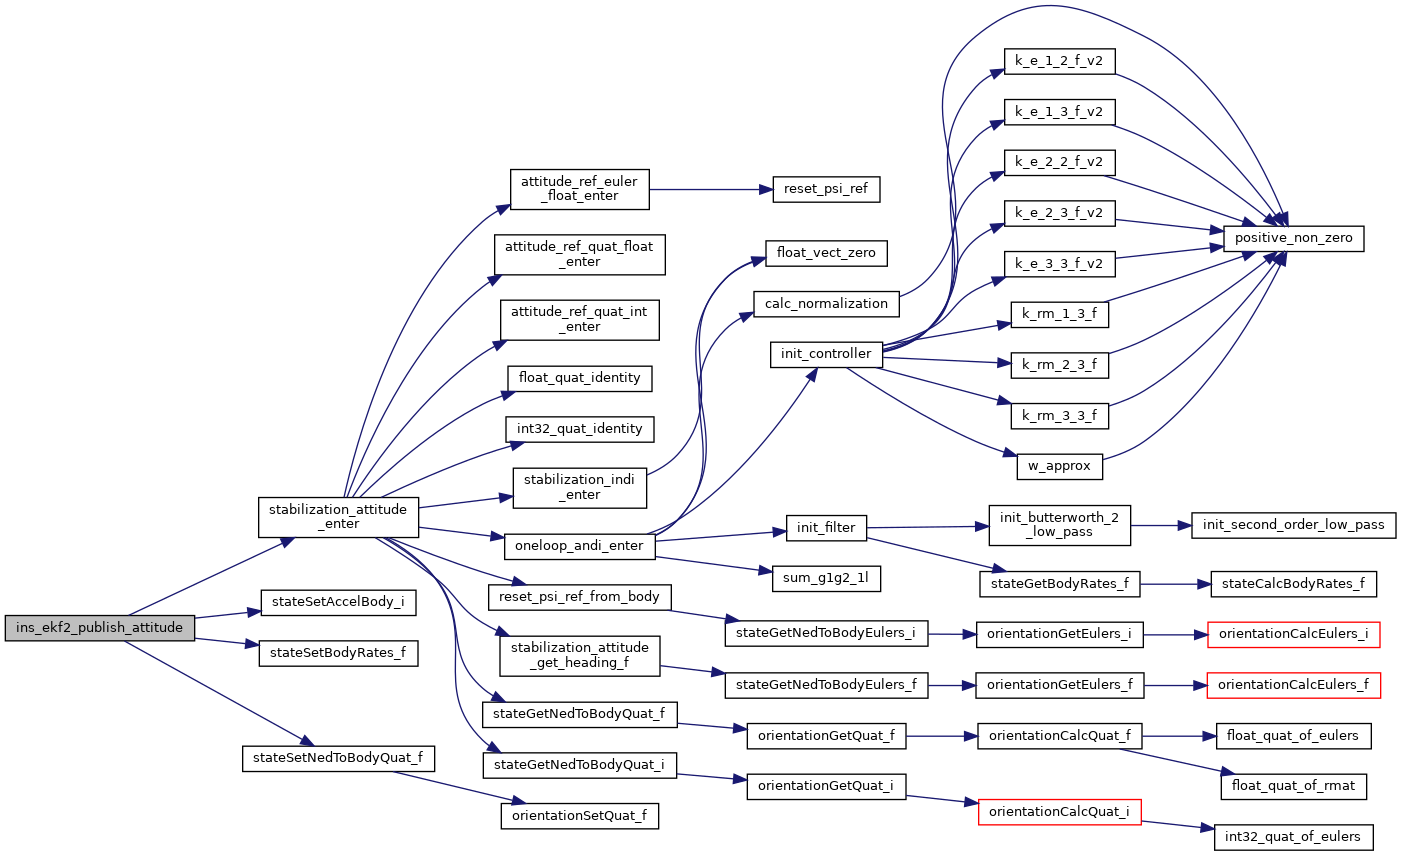 ins_ekf2_publish_attitude
stabilization_attitude
_enter
stateSetAccelBody_i
stateSetBodyRates_f
stateSetNedToBodyQuat_f
attitude_ref_euler
_float_enter
attitude_ref_quat_float
_enter
attitude_ref_quat_int
_enter
float_quat_identity
int32_quat_identity
stabilization_indi
_enter
oneloop_andi_enter
reset_psi_ref_from_body
stabilization_attitude
_get_heading_f
stateGetNedToBodyQuat_f
stateGetNedToBodyQuat_i
orientationSetQuat_f
reset_psi_ref
float_vect_zero
calc_normalization
init_controller
init_filter
sum_g1g2_1l
stateGetNedToBodyEulers_i
stateGetNedToBodyEulers_f
orientationGetQuat_f
orientationGetQuat_i
k_e_1_2_f_v2
k_e_1_3_f_v2
k_e_2_2_f_v2
k_e_2_3_f_v2
k_e_3_3_f_v2
k_rm_1_3_f
k_rm_2_3_f
k_rm_3_3_f
w_approx
init_butterworth_2
_low_pass
stateGetBodyRates_f
orientationGetEulers_i
orientationGetEulers_f
orientationCalcQuat_f
orientationCalcQuat_i
positive_non_zero
init_second_order_low_pass
stateCalcBodyRates_f
orientationCalcEulers_i
orientationCalcEulers_f
float_quat_of_eulers
float_quat_of_rmat
int32_quat_of_eulers